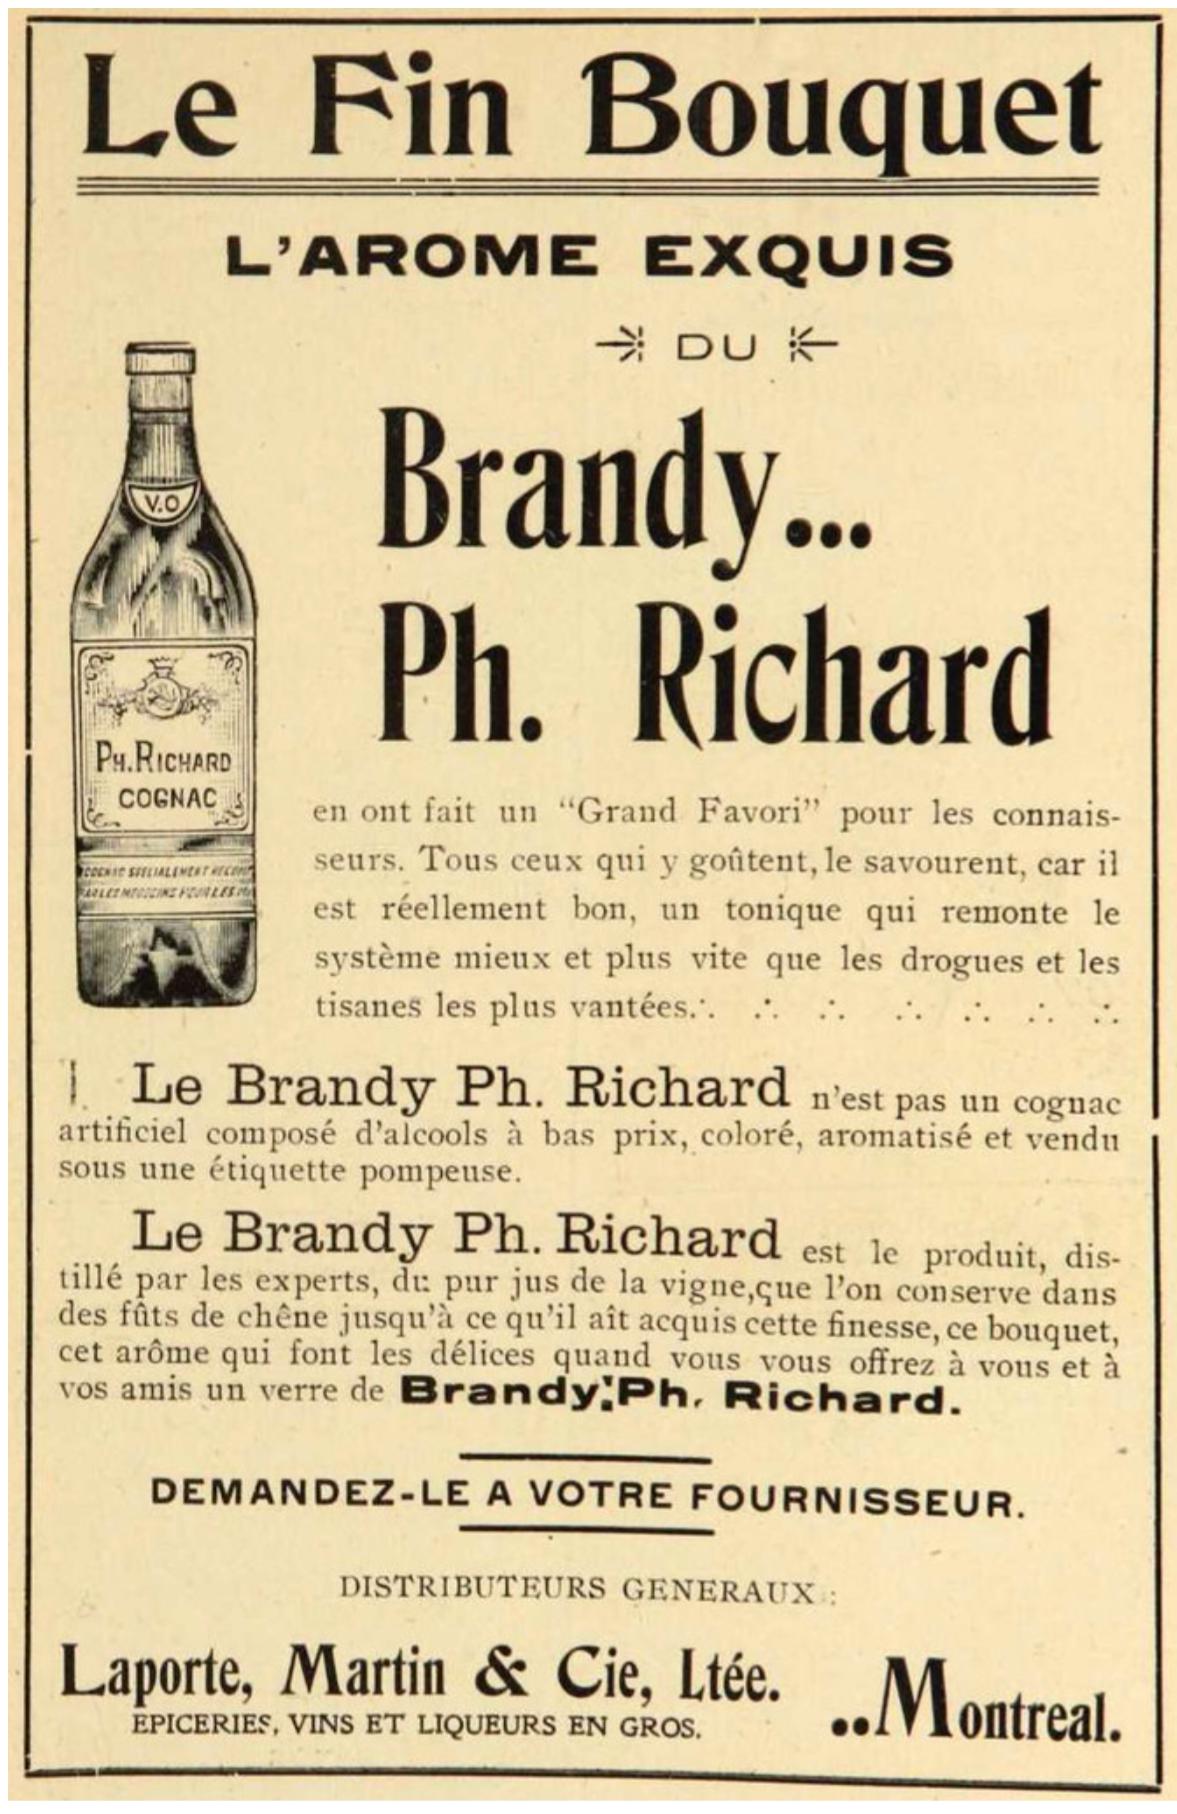 Le Fin Bouquet
L'AROME EXQUIS
DU
Brandy...
Ph. Richard
V.O
PH. RICHARD
COGNAC
COGNAC SPECIALEMENT
PAR LES MEDECINS POUR LES
en ont fait un “Grand Favori” pour les connais-
seurs. Tous ceux qui y goûtent, le savourent, car il
est réellement bon, un tonique qui remonte le
système mieux et plus vite que les drogues et les
tisanes les plus vantées.∴ ∴ ∴ ∴ ∴ ∴ ∴
Le Brandy Ph. Richard n'est pas un cognac
artificiel composé d'alcools à bas prix, coloré, aromatisé et vendu
sous une étiquette pompeuse.
Le Brandy Ph. Richard est le produit, dis-
tillé par les experts, du pur jus de la vigne, que l'on conserve dans
des fûts de chêne jusqu'à ce qu'il aît acquis cette finesse, ce bouquet,
cet arôme qui font les délices quand vous vous offrez à vous et à
vos amis un verre de Brandy Ph. Richard.
DEMANDEZ-LE A VOTRE FOURNISSEUR.
DISTRIBUTEURS GENERAUX :
Laporte, Martin & Cie, Ltée.
EPICERIES, VINS ET LIQUEURS EN GROS.
..Montreal.